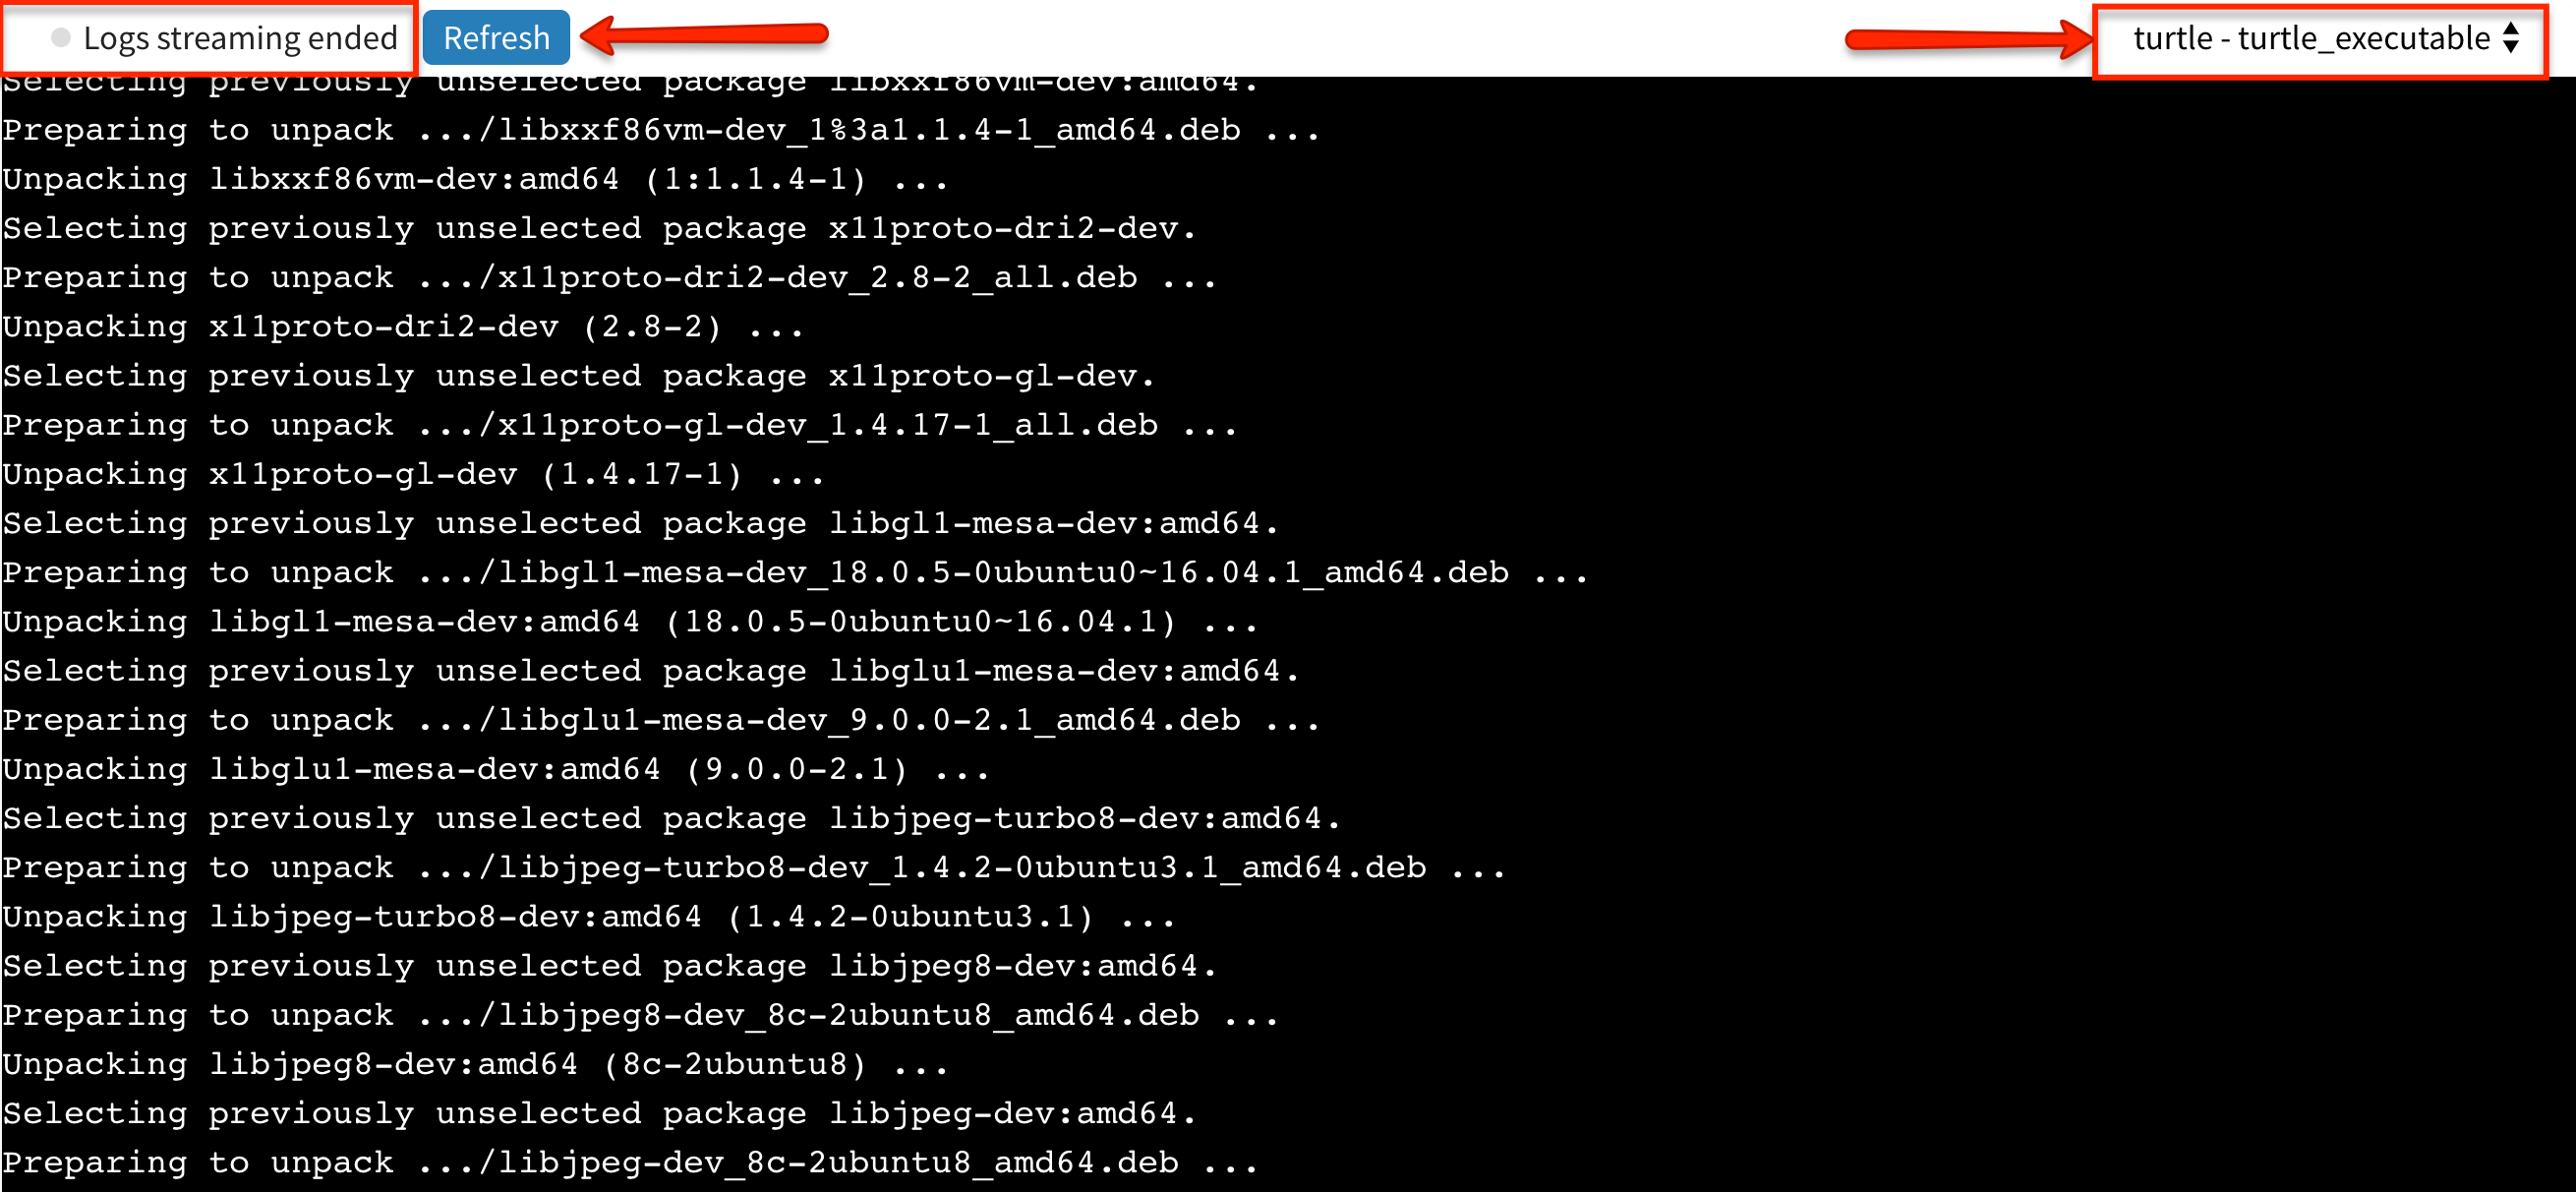 Logs streaming ended Refresh turtle - turtle_executable
Selecting previously unselected package libxxf86vm-dev:amd64.
Preparing to unpack .../libxxf86vm-dev_1%3a1.1.4-1_amd64.deb ...
Unpacking libxxf86vm-dev:amd64 (1:1.1.4-1) ...
Selecting previously unselected package x11proto-dri2-dev.
Preparing to unpack .../x11proto-dri2-dev_2.8-2_all.deb ...
Unpacking x11proto-dri2-dev (2.8-2) ...
Selecting previously unselected package x11proto-gl-dev.
Preparing to unpack .../x11proto-gl-dev_1.4.17-1_all.deb ...
Unpacking x11proto-gl-dev (1.4.17-1) ...
Selecting previously unselected package libgl1-mesa-dev:amd64.
Preparing to unpack .../libgl1-mesa-dev_18.0.5-0ubuntu0~16.04.1_amd64.deb ...
Unpacking libgl1-mesa-dev:amd64 (18.0.5-0ubuntu0~16.04.1) ...
Selecting previously unselected package libglu1-mesa-dev:amd64.
Preparing to unpack .../libglu1-mesa-dev_9.0.0-2.1_amd64.deb ...
Unpacking libglu1-mesa-dev:amd64 (9.0.0-2.1) ...
Selecting previously unselected package libjpeg-turbo8-dev:amd64.
Preparing to unpack .../libjpeg-turbo8-dev_1.4.2-0ubuntu3.1_amd64.deb ...
Unpacking libjpeg-turbo8-dev:amd64 (1.4.2-0ubuntu3.1) ...
Selecting previously unselected package libjpeg8-dev:amd64.
Preparing to unpack .../libjpeg8-dev_8c-2ubuntu8_amd64.deb ...
Unpacking libjpeg8-dev:amd64 (8c-2ubuntu8) ...
Selecting previously unselected package libjpeg-dev:amd64.
Preparing to unpack .../libjpeg-dev_8c-2ubuntu8_amd64.deb ...